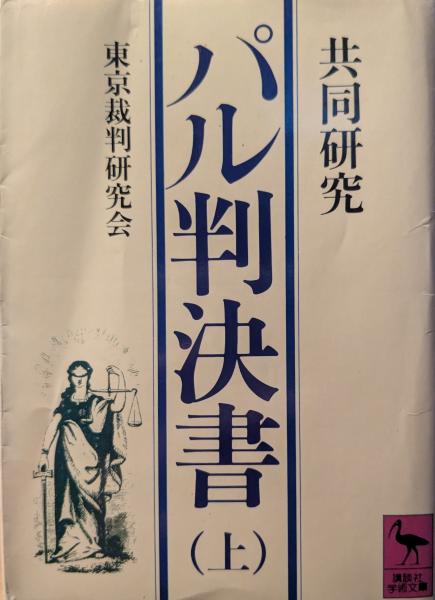 共同研究
パル判決書(上)
東京裁判研究会
講談社
学術文庫